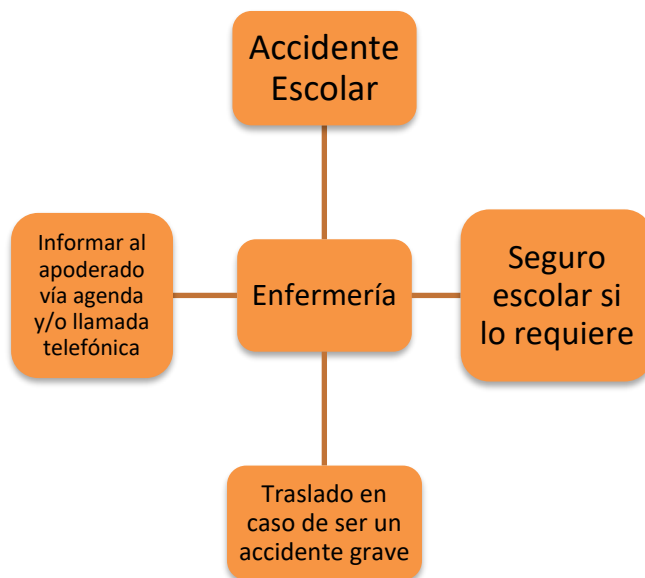 Accidente
Escolar
Informar al
apoderado
vía agenda
y/o llamada
telefónica
Enfermería
Seguro
escolar si
lo requiere
Traslado en
caso de ser un
accidente grave